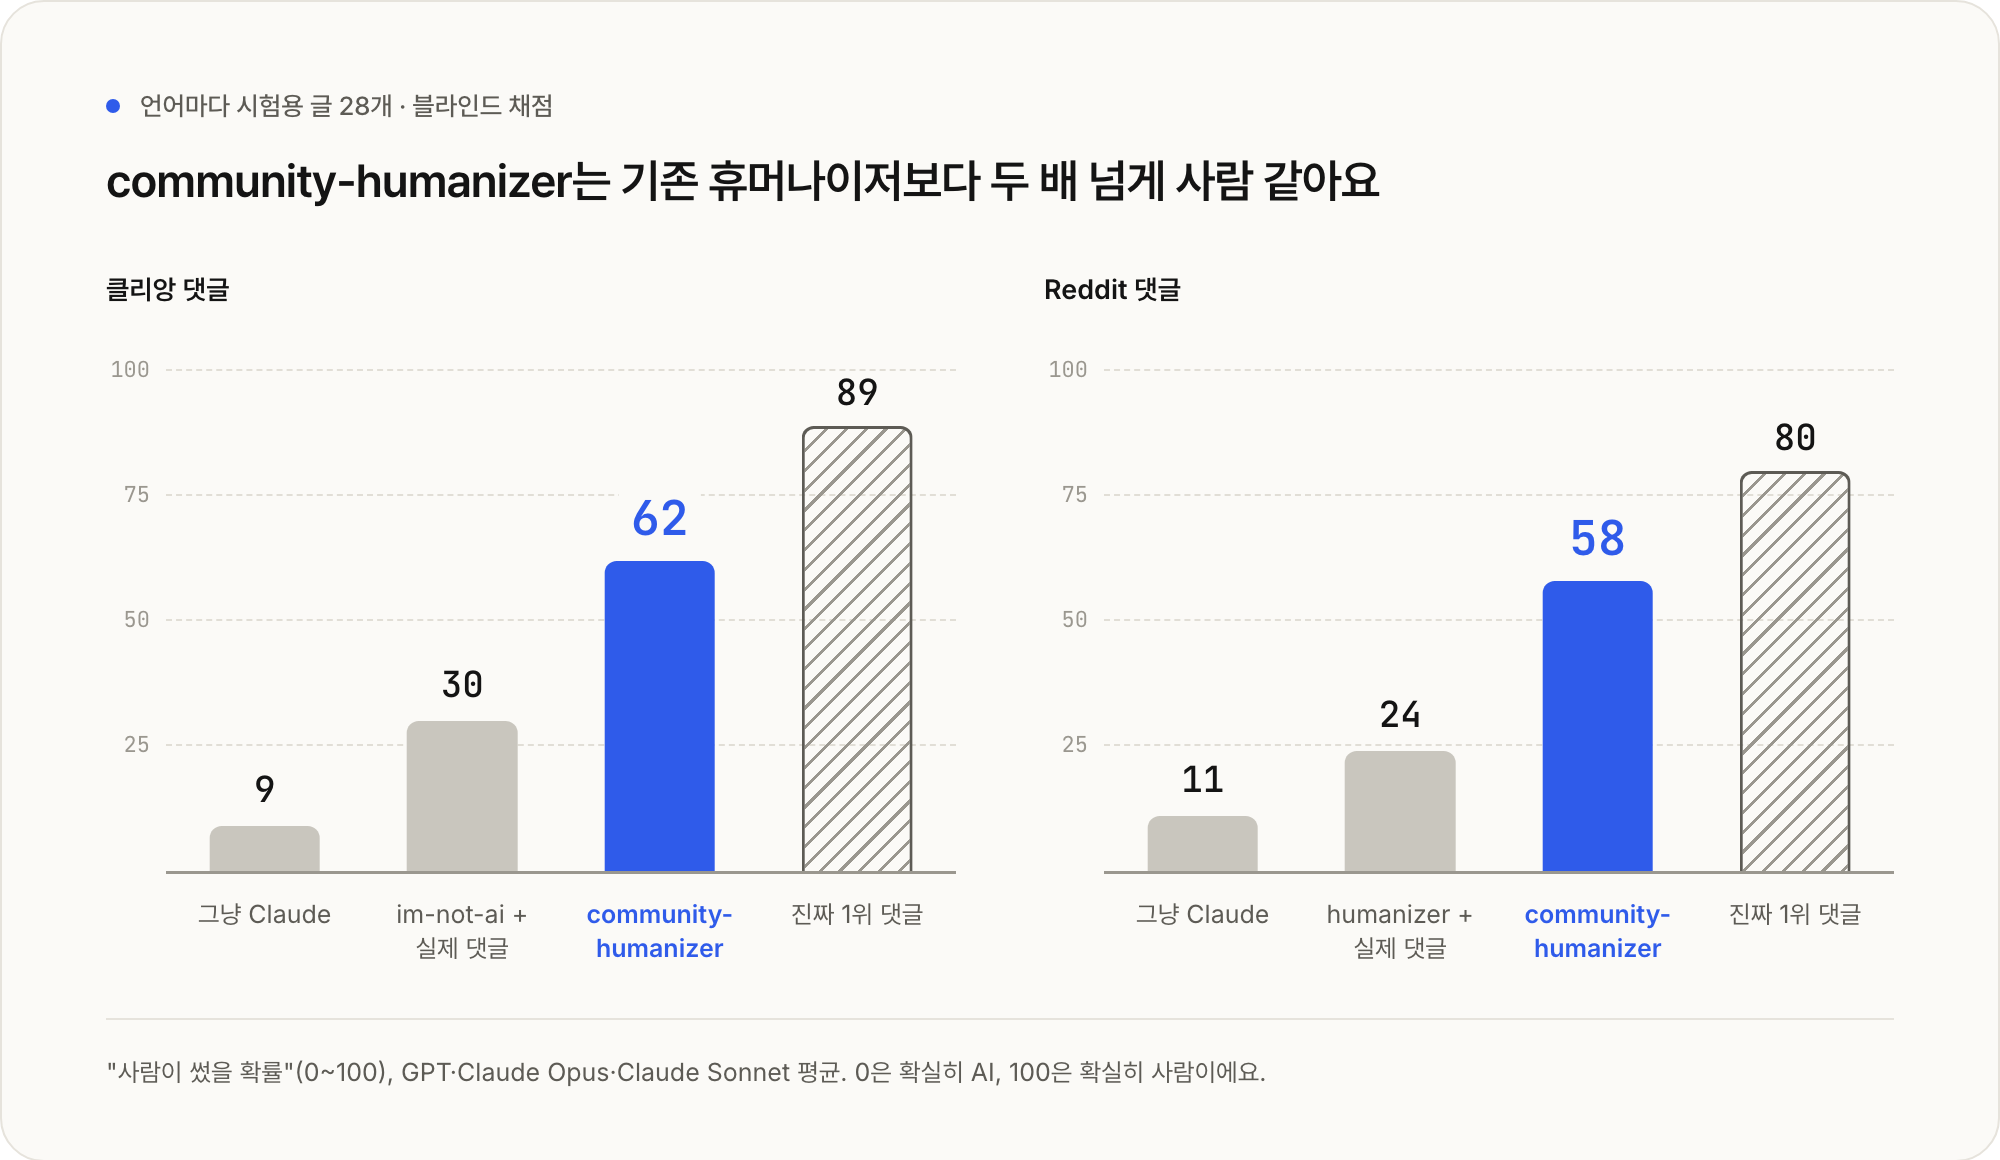 언어마다 시험용 글 28개 · 블라인드 채점
community-humanizer는 기존 휴머나이저보다 두 배 넘게 사람 같아요
클리앙 댓글
100
75
50
25
9
30
62
89
그냥 Claude
im-not-ai +
실제 댓글
community-
humanizer
진짜 1위 댓글
Reddit 댓글
100
75
50
25
11
24
58
80
그냥 Claude
humanizer +
실제 댓글
community-
humanizer
진짜 1위 댓글
"사람이 썼을 확률"(0~100), GPT·Claude Opus·Claude Sonnet 평균. 0은 확실히 AI, 100은 확실히 사람이에요.